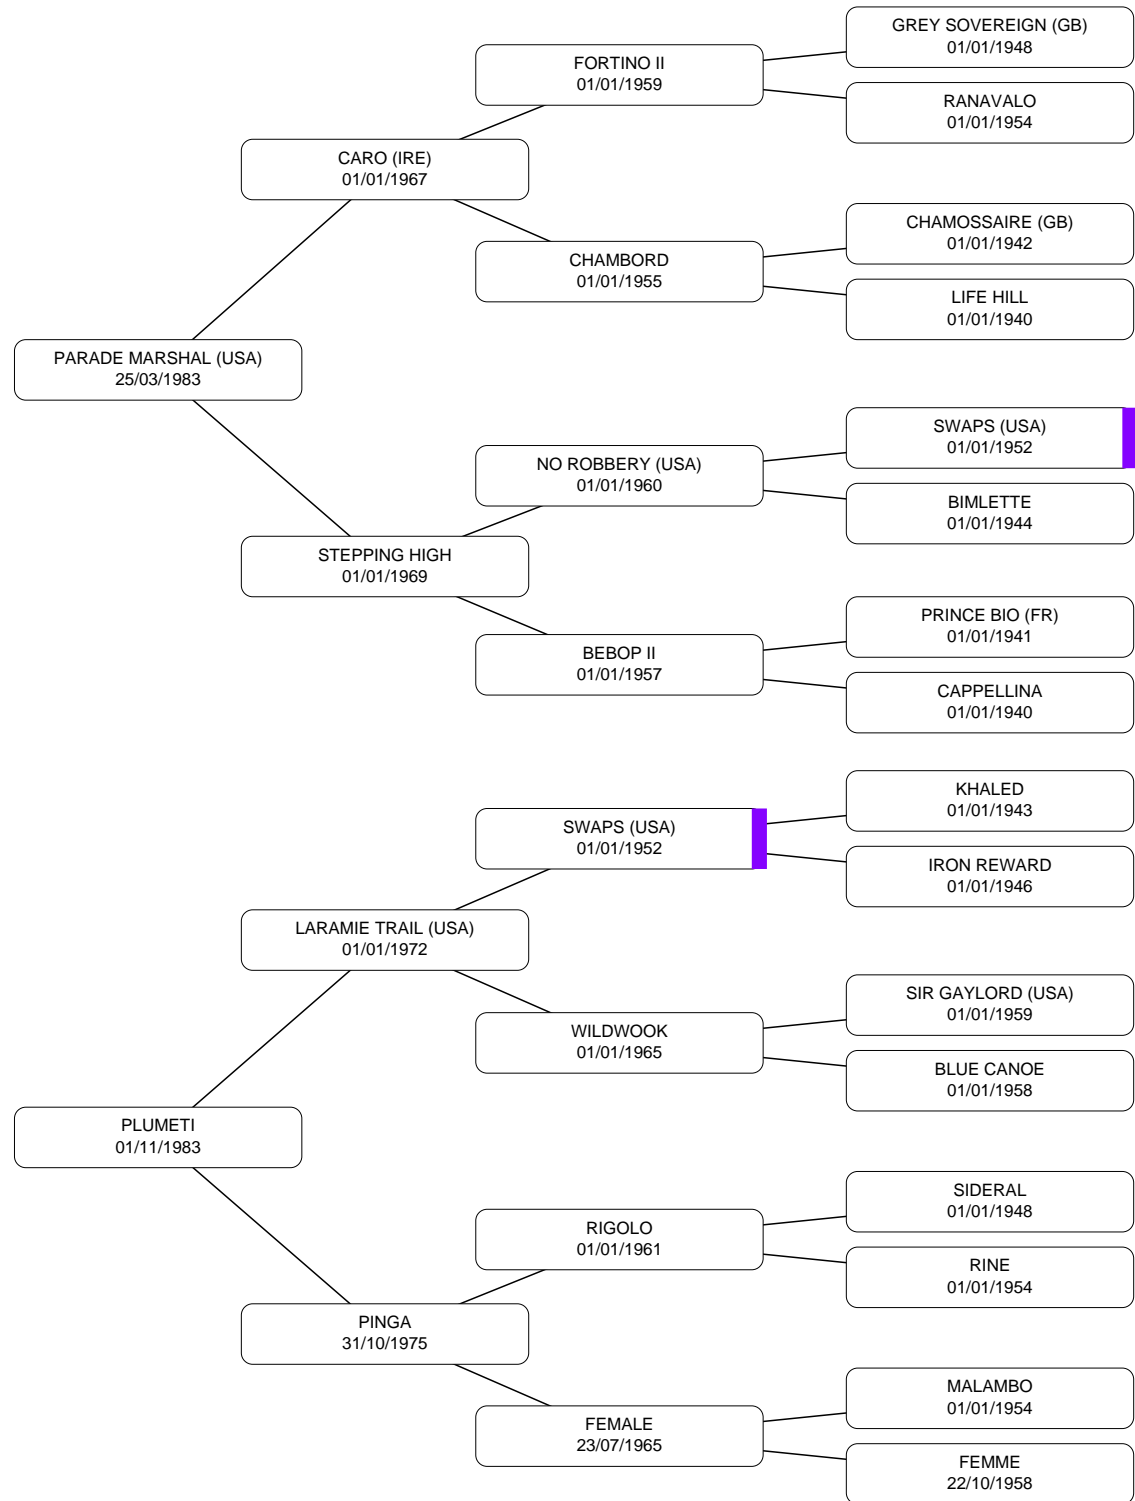 GREY SOVEREIGN (GB)
01/01/1948
FORTINO II
01/01/1959
RANAVALO
01/01/1954
CARO (IRE)
01/01/1967
CHAMOSSAIRE (GB)
01/01/1942
CHAMBORD
01/01/1955
LIFE HILL
01/01/1940
PARADE MARSHAL (USA)
25/03/1983
SWAPS (USA)
01/01/1952
NO ROBBERY (USA)
01/01/1960
BIMLETTE
01/01/1944
STEPPING HIGH
01/01/1969
PRINCE BIO (FR)
01/01/1941
BEBOP II
01/01/1957
CAPPELLINA
01/01/1940
KHALED
01/01/1943
SWAPS (USA)
01/01/1952
IRON REWARD
01/01/1946
LARAMIE TRAIL (USA)
01/01/1972
SIR GAYLORD (USA)
01/01/1959
WILDWOOK
01/01/1965
BLUE CANOE
01/01/1958
PLUMETI
01/11/1983
SIDERAL
01/01/1948
RIGOLO
01/01/1961
RINE
01/01/1954
PINGA
31/10/1975
MALAMBO
01/01/1954
FEMALE
23/07/1965
FEMME
22/10/1958